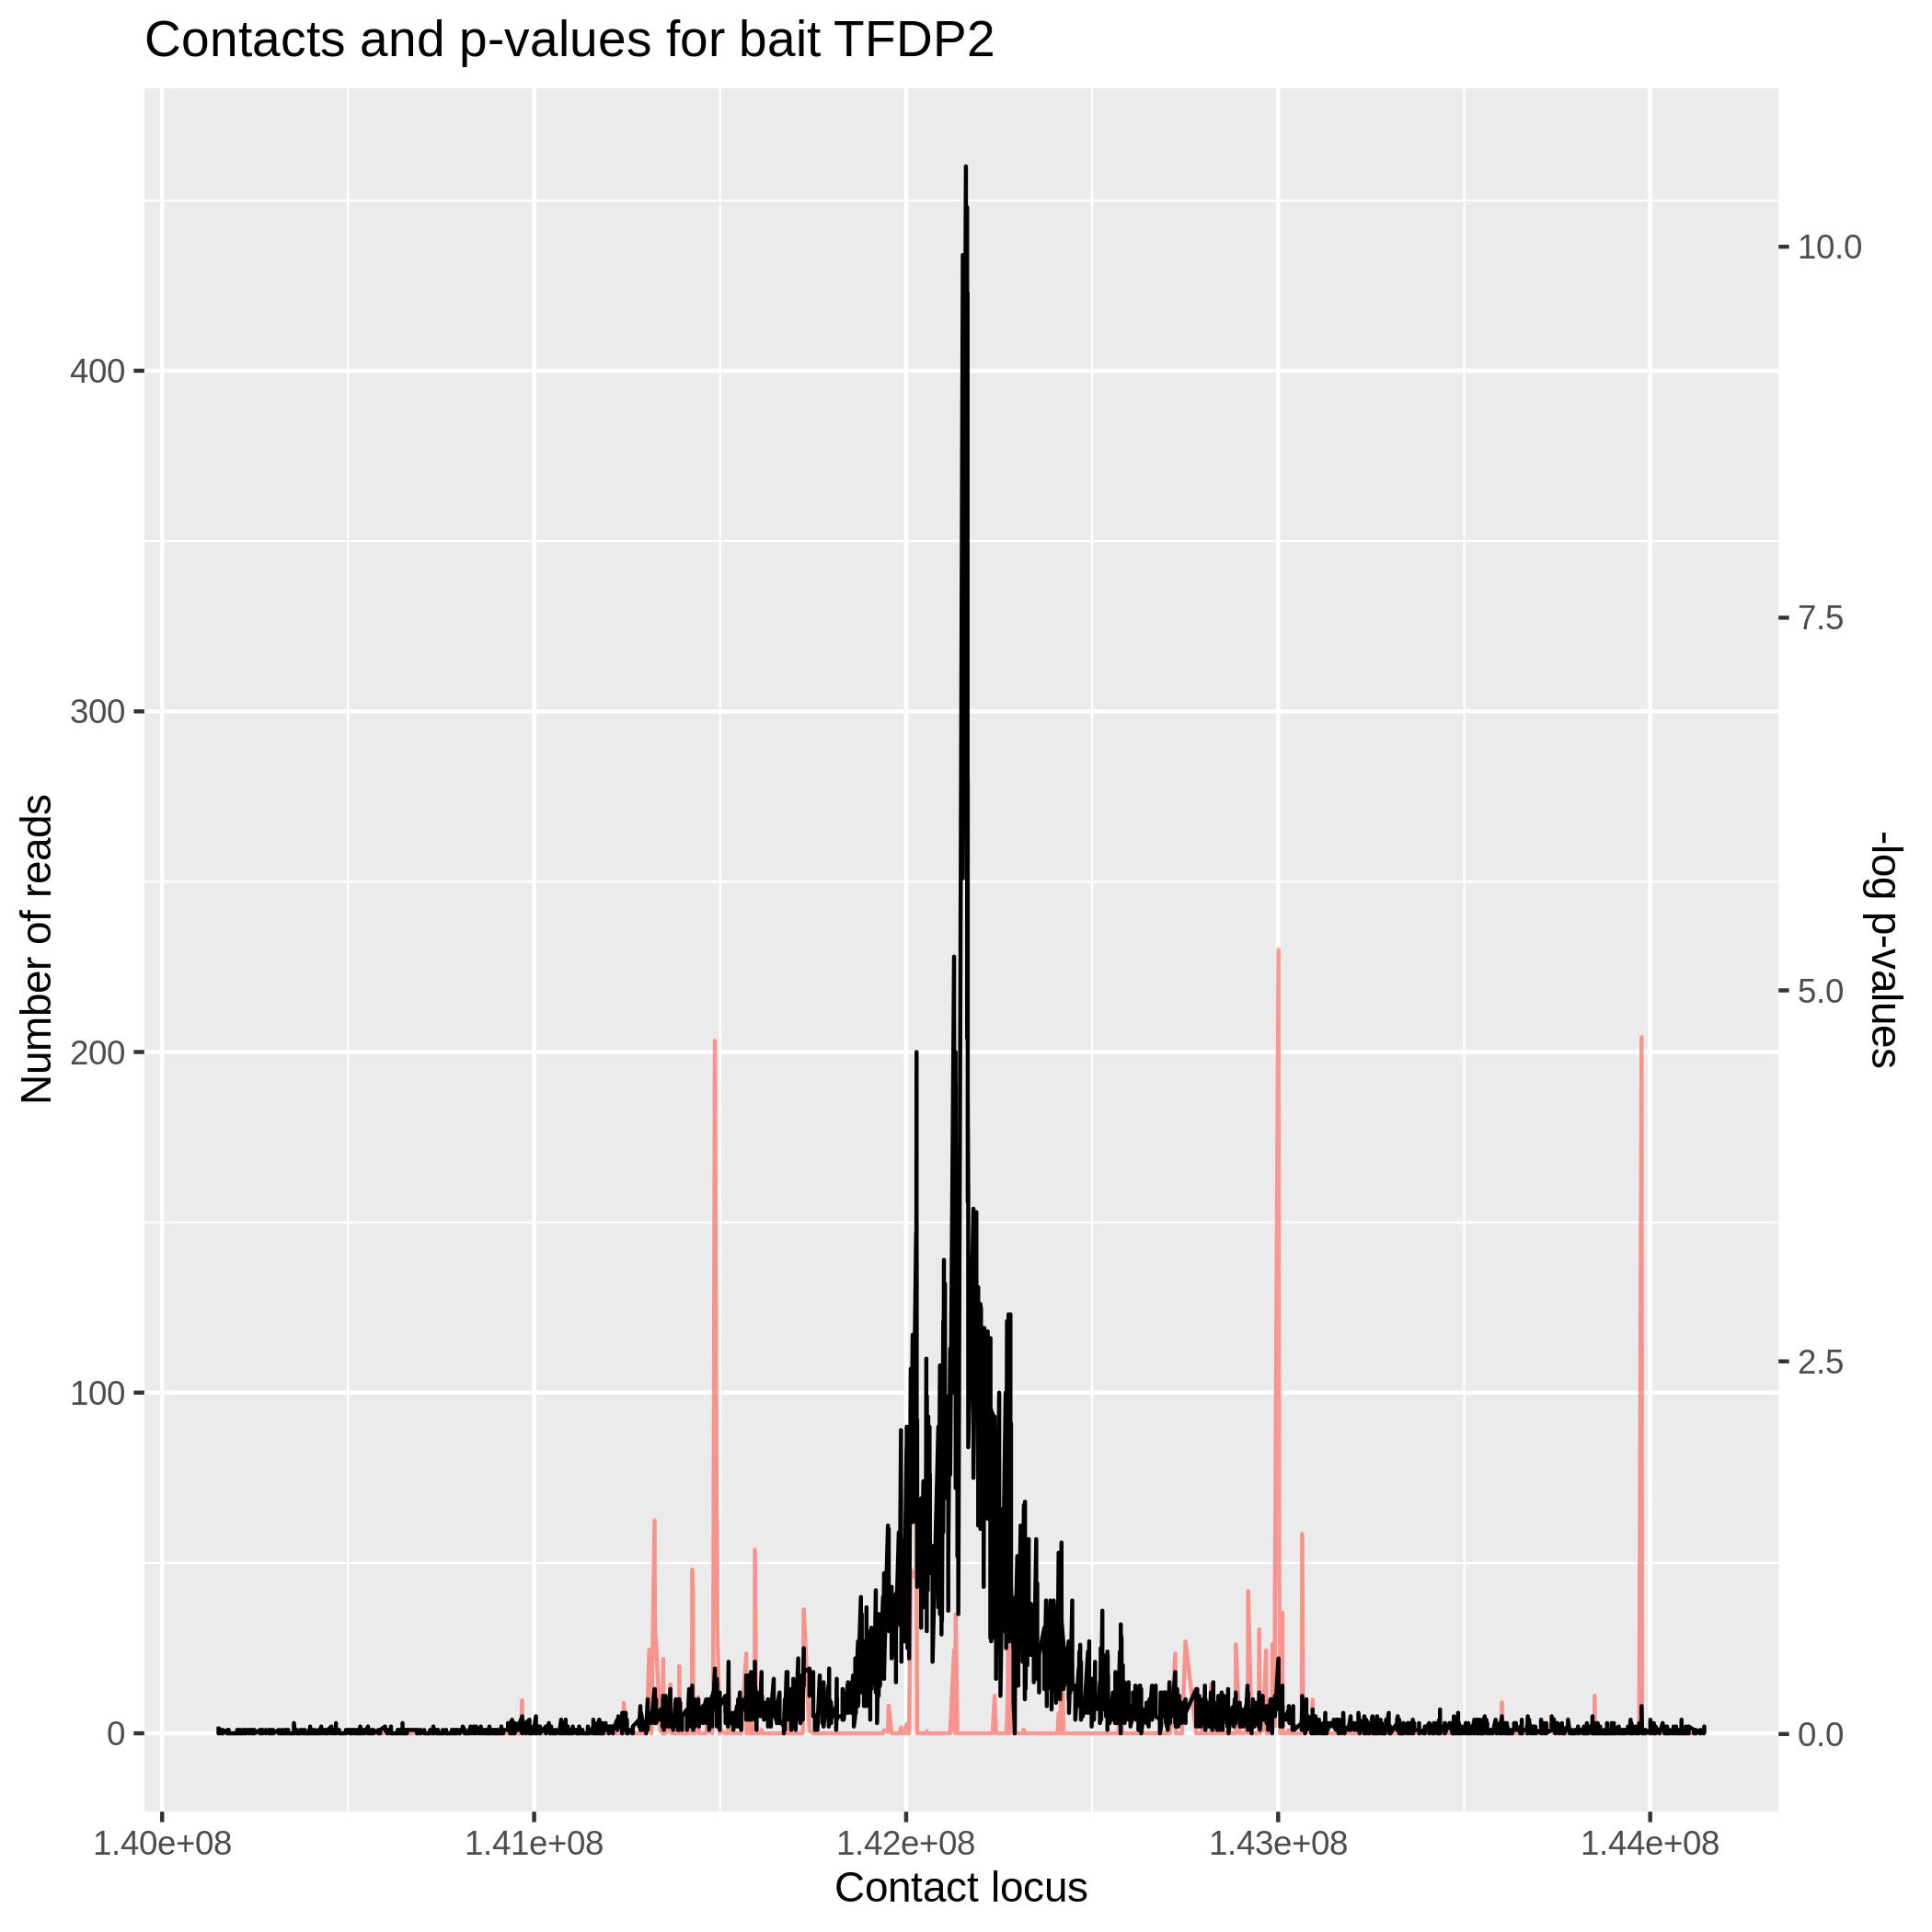 Contacts and p-values for bait TFDP2
Number of reads
400
300
200
100
0
10.0
7.5
5.0
2.5
0.0
-log p-values
1.40e+08
1.41e+08
1.42e+08
1.43e+08
1.44e+08
Contact locus